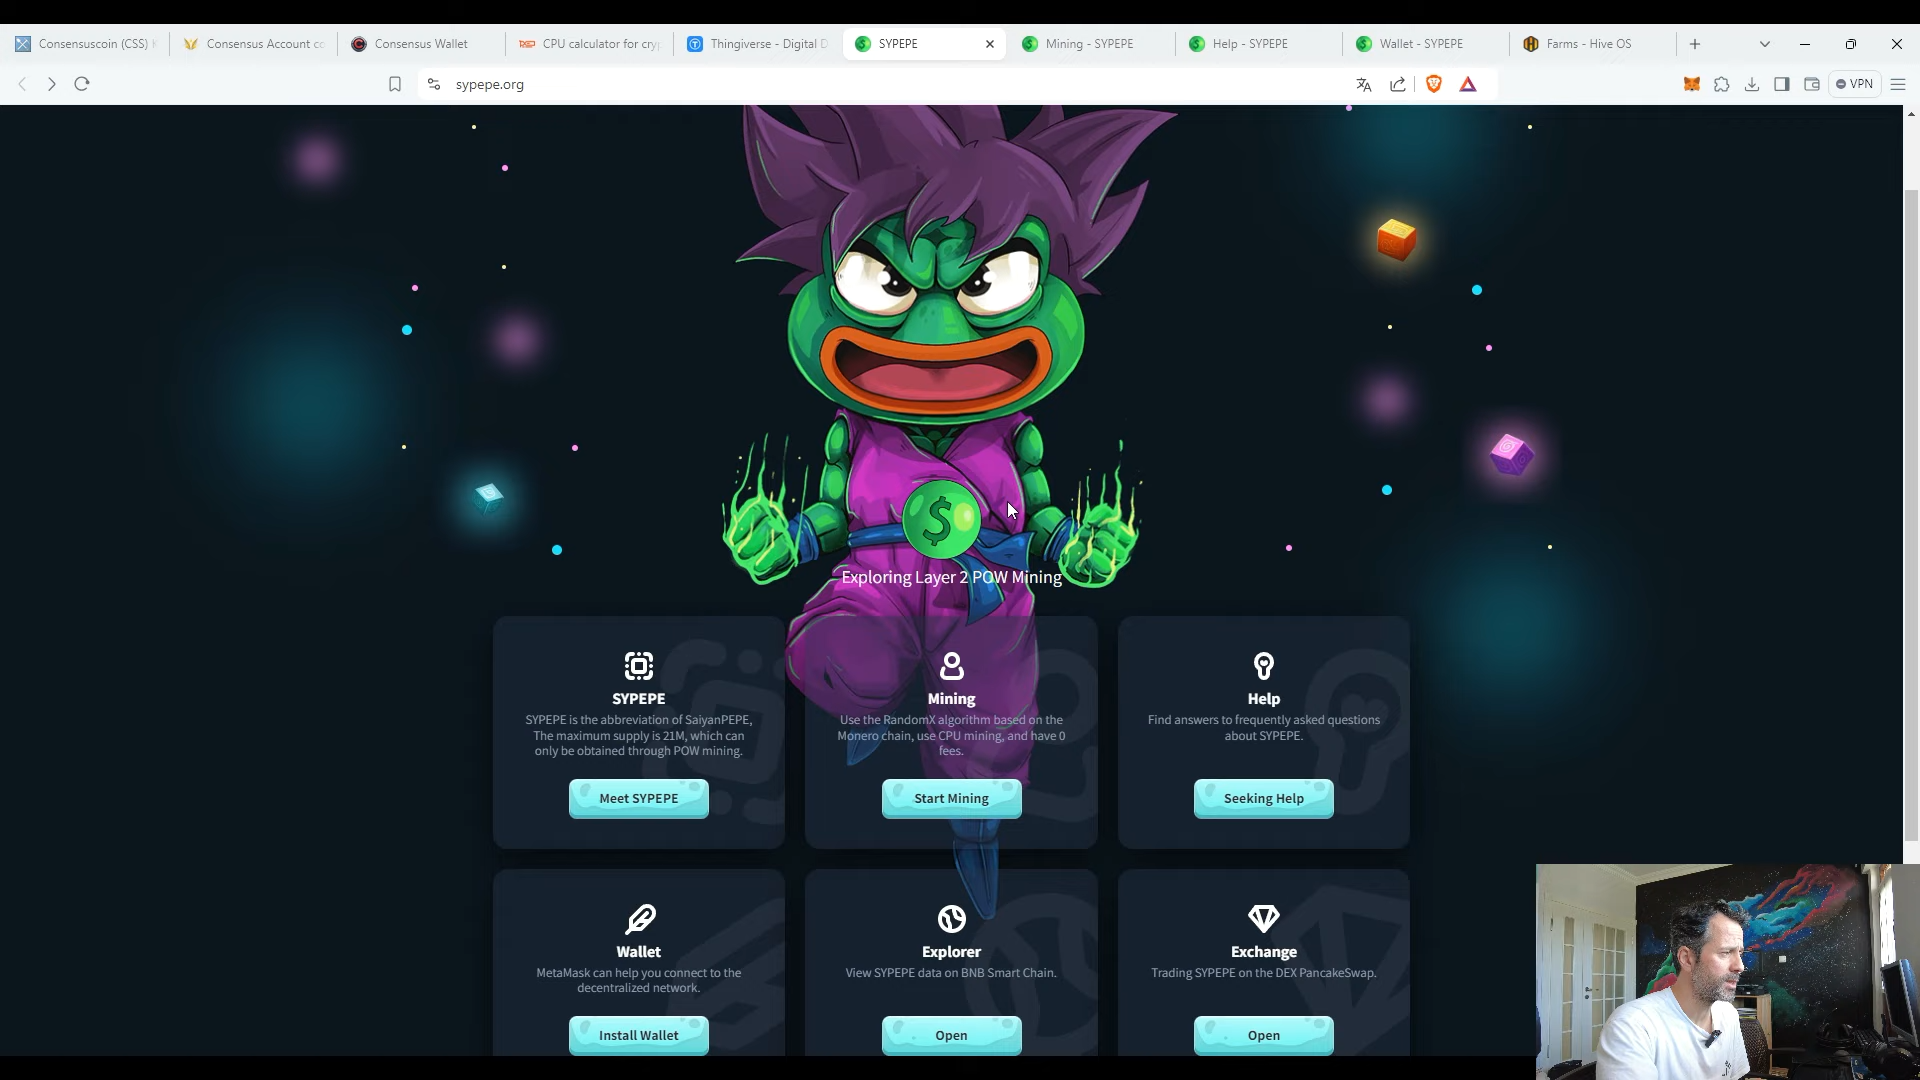 Consensuscoin (CSS)
Consensus Account
Consensus Wallet
CPU calculator for
Thingiverse - Digital
SYPEPE
Mining - SYPEPE
Help - SYPEPE
Wallet - SYPEPE
Farms - Hive OS
sypepe.org
VPN
$
Exploring Layer 2 POW Mining
SYPEPE
SYPEPE is the abbreviation of SaiyanPEPE,
The maximum supply is 21M, which can
only be obtained through POW mining.
Meet SYPEPE
Mining
Use the RandomX algorithm based on the
Monero chain, use CPU mining, and have 0
fees.
Start Mining
Help
Find answers to frequently asked questions
about SYPEPE.
Seeking Help
Wallet
MetaMask can help you connect to the
decentralized network.
Install Wallet
Explorer
View SYPEPE data on BNB Smart Chain.
Open
Exchange
Trading SYPEPE on the DEX PancakeSwap.
Open